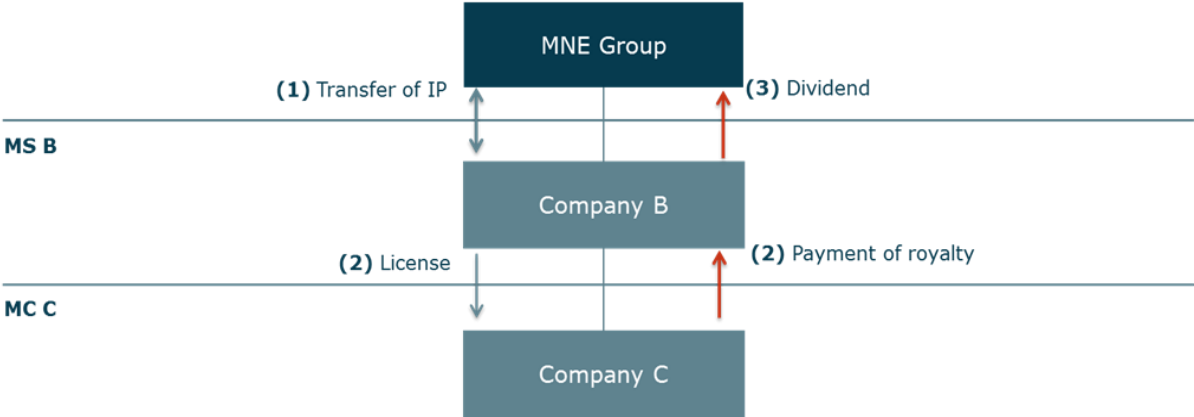 MNE Group
(1) Transfer of IP
(3) Dividend
MS B
Company B
(2) License
(2) Payment of royalty
MC C
Company C